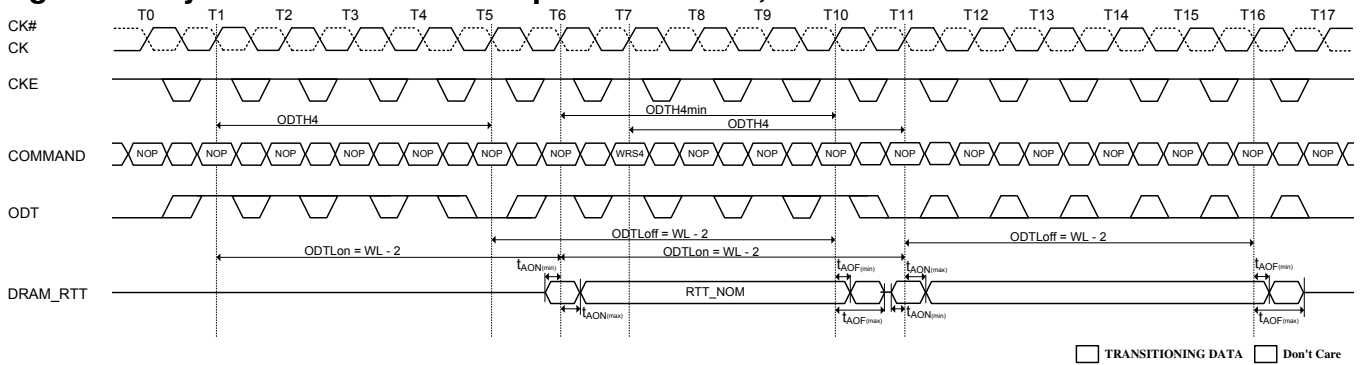 T0 T1 T2 T3 T4 T5 T6 T7 T8 T9 T10 T11 T12 T13 T14 T15 T16 T17
CK#
CK
CKE
ODTH4min
ODTH4
ODTH4
COMMAND
NOP NOP NOP NOP NOP NOP NOP WRS4 NOP NOP NOP NOP NOP NOP NOP NOP NOP NOP
ODT
ODTLoff = WL - 2
ODTLoff = WL - 2
ODTLon = WL - 2
ODTLon = WL - 2
tAON(min)
tAOF(min)
tAON(max)
tAOF(min)
DRAM_RTT
RTT_NOM
tAON(max)
tAOF(max)
tAON(min)
tAOF(max)
TRANSITIONING DATA Don't Care